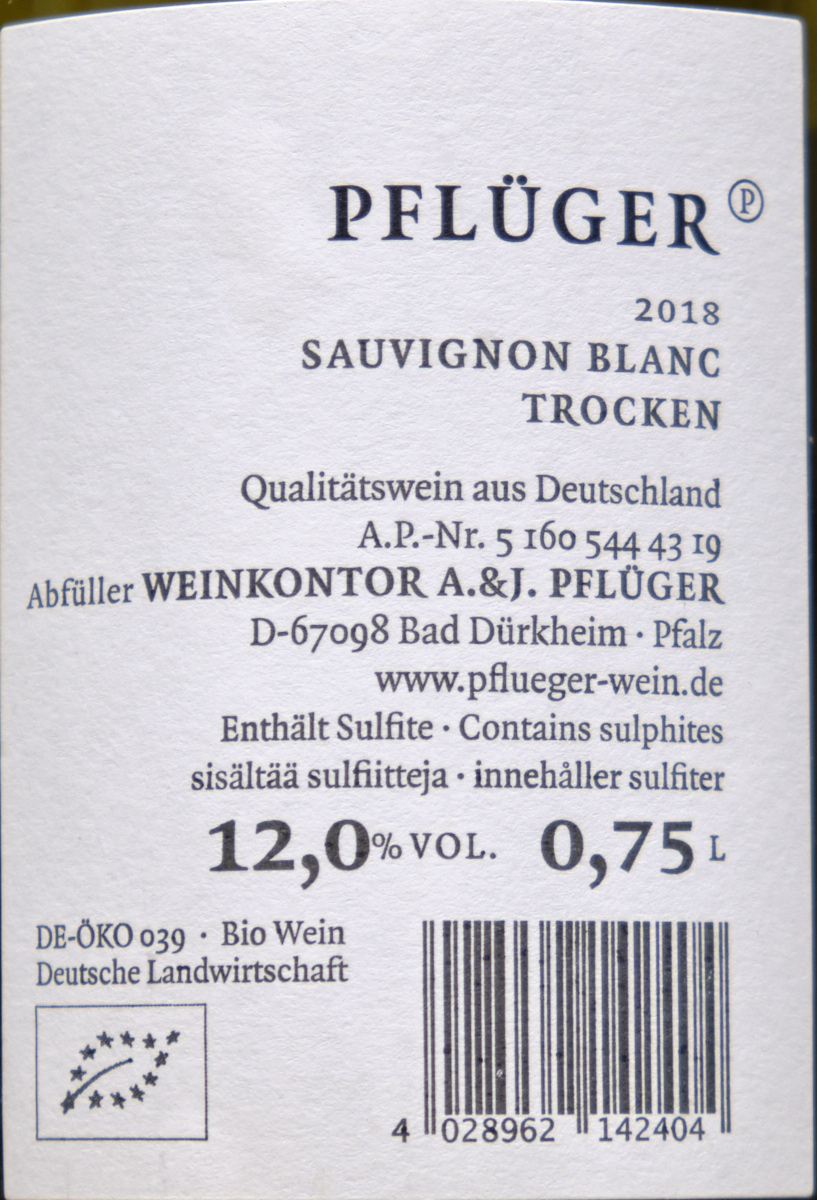 PFLÜGER Ⓟ
2018
SAUVIGNON BLANC
TROCKEN
Qualitätswein aus Deutschland
A.P.-Nr. 5 160 544 43 19
Abfüller WEINKONTOR A.&J. PFLÜGER
D-67098 Bad Dürkheim · Pfalz
www.pflueger-wein.de
Enthält Sulfite · Contains sulphites
sisältää sulfiitteja · innehåller sulfiter
12,0% VOL. 0,75 L
DE-ÖKO 039 · Bio Wein
Deutsche Landwirtschaft
4 028962 142404